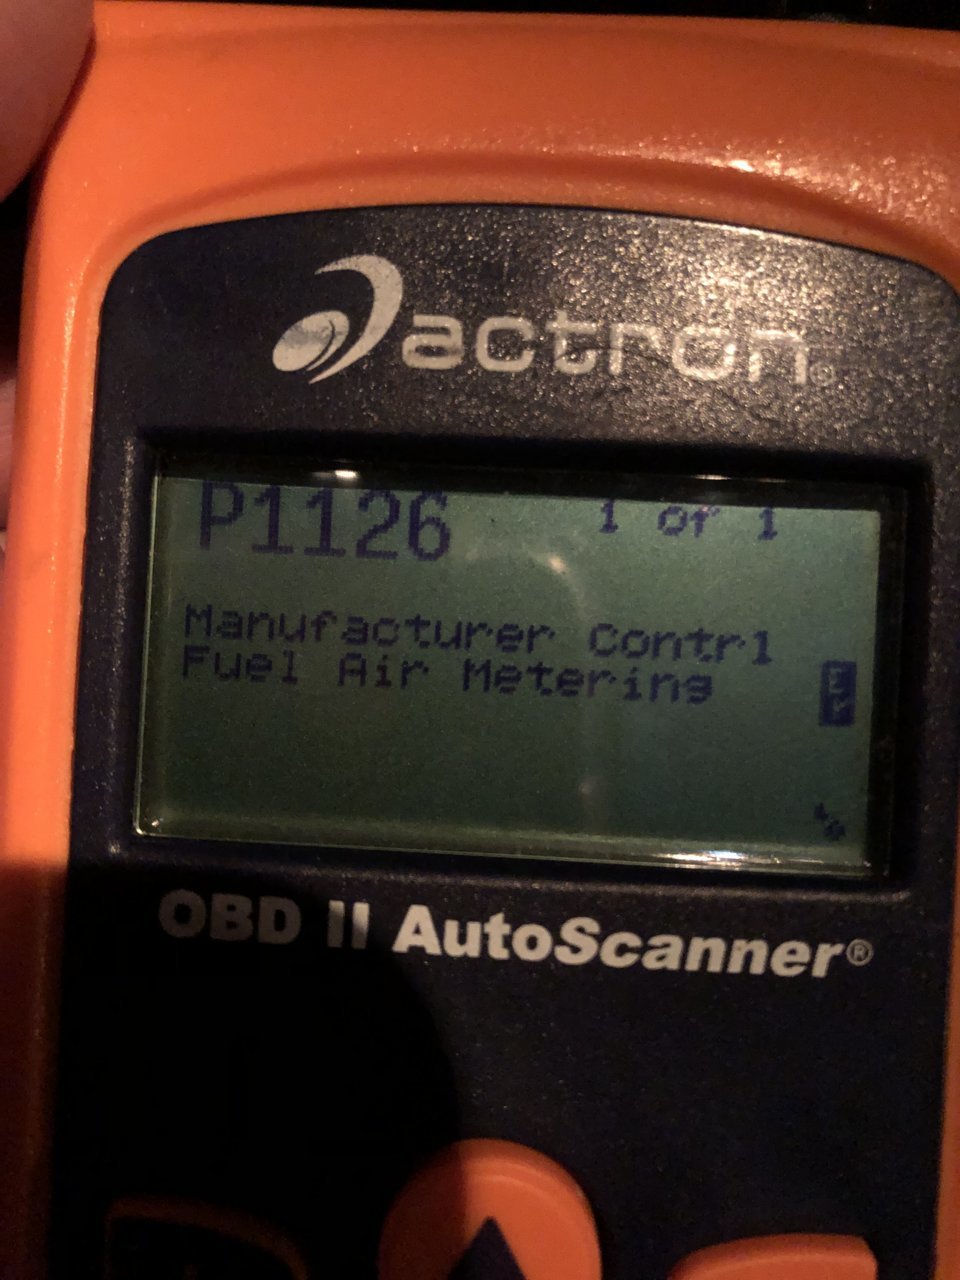 actron®
P1126 1 of 1
Manufacturer Contrl
Fuel Air Metering
OBD II AutoScanner®